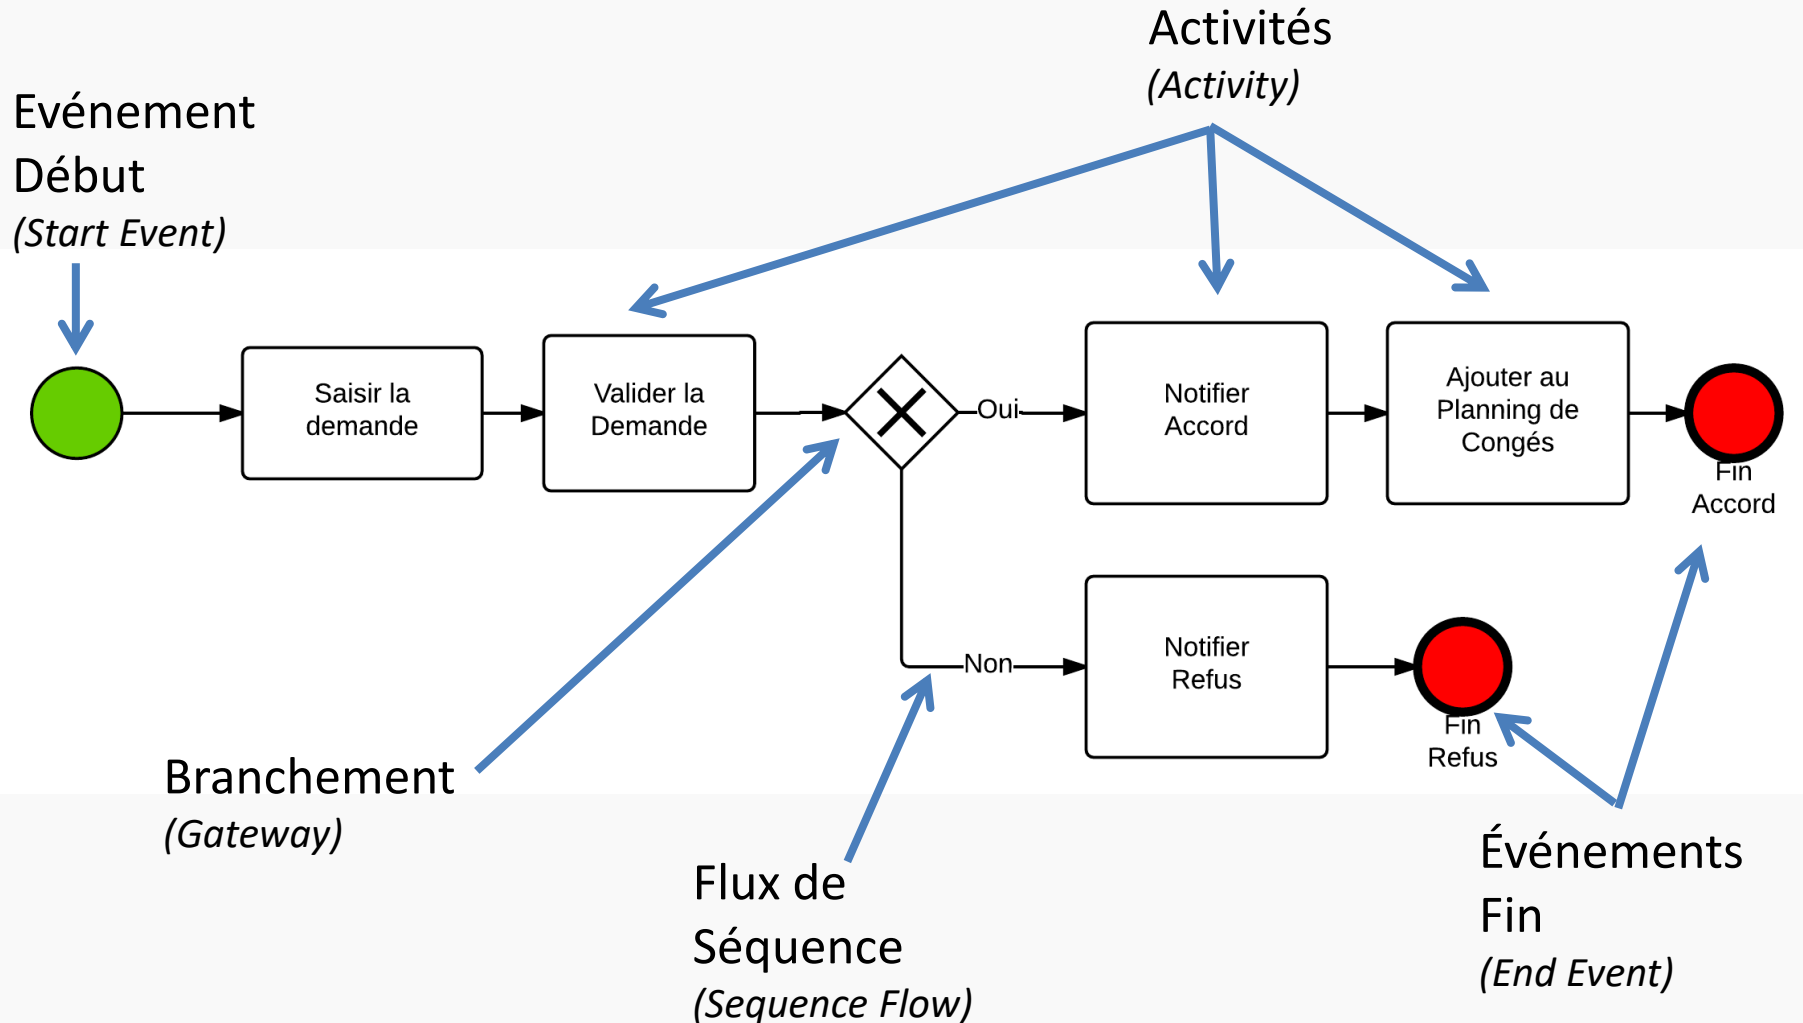 Activités
(Activity)
Evénement
Début
(Start Event)
Saisir la
demande
Valider la
Demande
Oui
Notifier
Accord
Ajouter au
Planning de
Congés
Fin
Accord
Non
Notifier
Refus
Fin
Refus
Branchement
(Gateway)
Flux de
Séquence
(Sequence Flow)
Événements
Fin
(End Event)